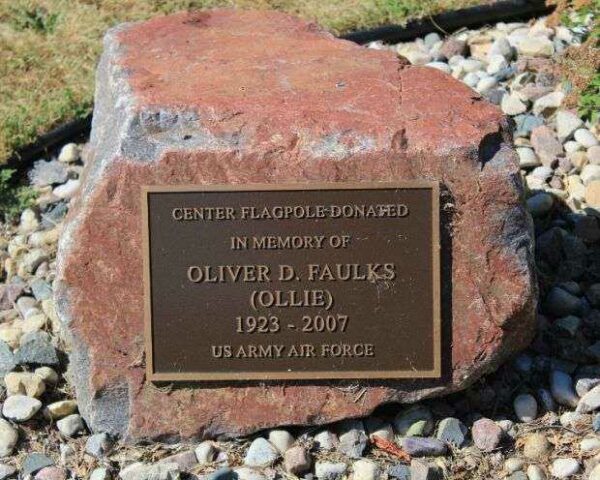 CENTER FLAGPOLE DONATED
IN MEMORY OF
OLIVER D. FAULKS
(OLLIE)
1923 - 2007
US ARMY AIR FORCE